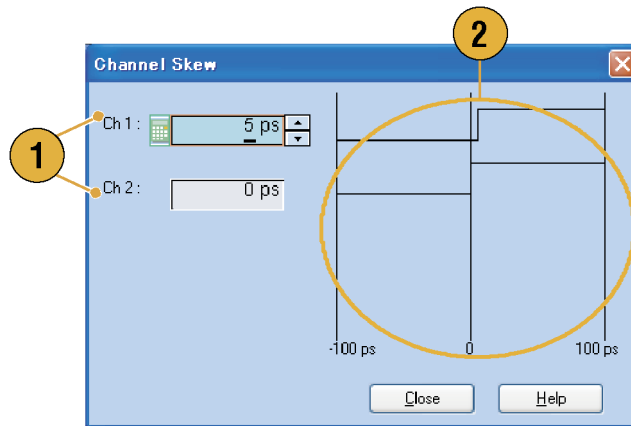 2
Channel Skew
Ch 1: 5 ps
1
Ch 2: 0 ps
-100 ps 0 100 ps
Close Help